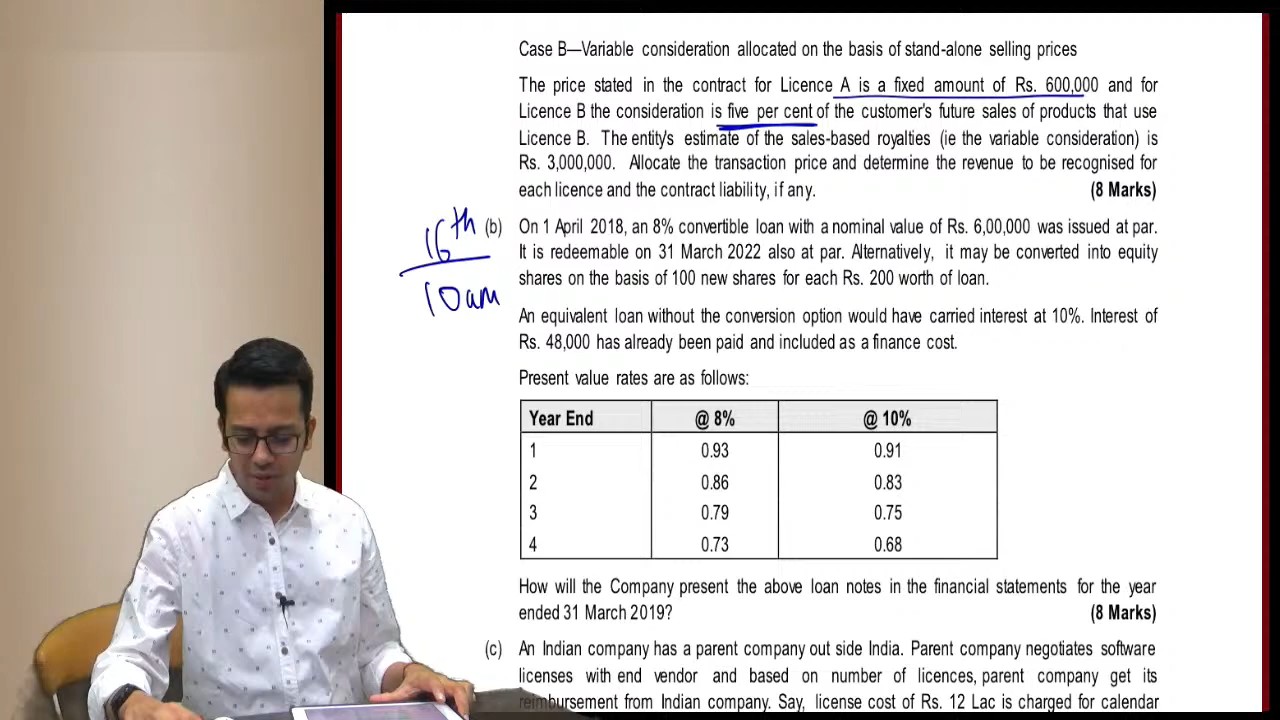 Case B—Variable consideration allocated on the basis of stand-alone selling prices
The price stated in the contract for Licence A is a fixed amount of Rs. 600,000 and for
Licence B the consideration is five per cent of the customer's future sales of products that use
Licence B. The entity's estimate of the sales-based royalties (ie the variable consideration) is
Rs. 3,000,000. Allocate the transaction price and determine the revenue to be recognised for
each licence and the contract liability, if any. (8 Marks)
16th
10am
(b) On 1 April 2018, an 8% convertible loan with a nominal value of Rs. 6,00,000 was issued at par.
It is redeemable on 31 March 2022 also at par. Alternatively, it may be converted into equity
shares on the basis of 100 new shares for each Rs. 200 worth of loan.
An equivalent loan without the conversion option would have carried interest at 10%. Interest of
Rs. 48,000 has already been paid and included as a finance cost.
Present value rates are as follows:
Year End @ 8% @ 10%
1 0.93 0.91
2 0.86 0.83
3 0.79 0.75
4 0.73 0.68
How will the Company present the above loan notes in the financial statements for the year
ended 31 March 2019? (8 Marks)
(c) An Indian company has a parent company out side India. Parent company negotiates software
licenses with end vendor and based on number of licences, parent company get its
reimbursement from Indian company. Say, license cost of Rs. 12 Lac is charged for calendar